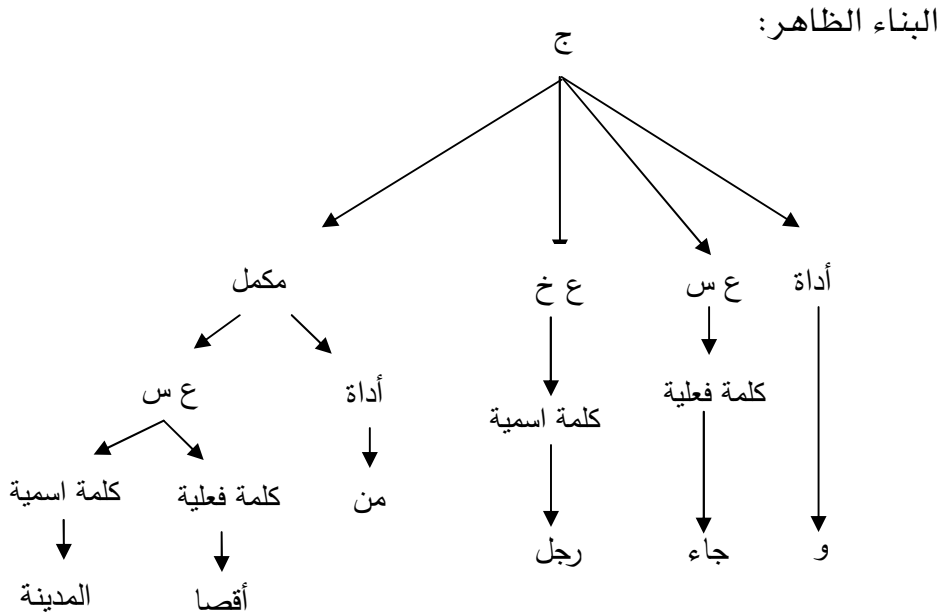 البناء الظاهر:
ج
أداة ع س ع خ مكمل
كلمة فعلية كلمة اسمية أداة ع س
و جاء رجل من كلمة فعلية كلمة اسمية
أقصا المدينة